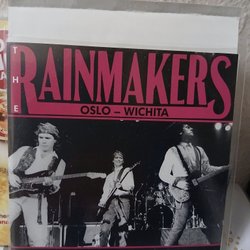 THE
RAINMAKERS
OSLO – WICHITA